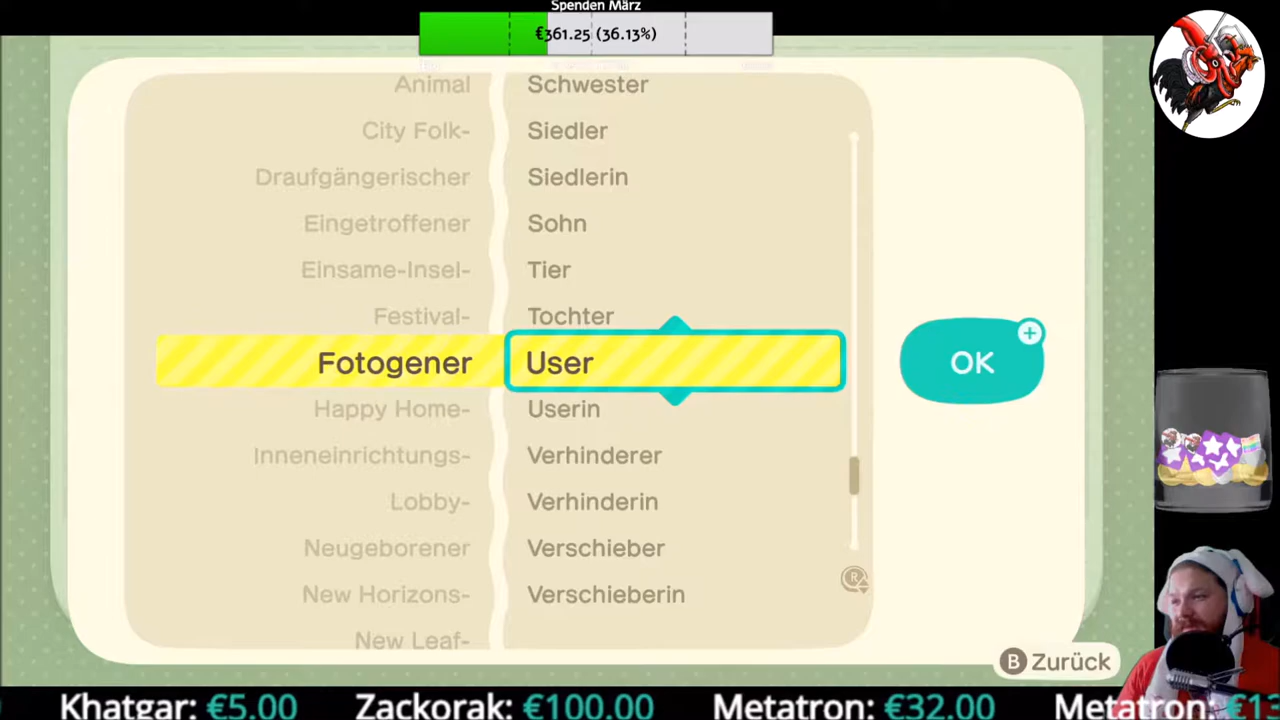 Spenden März
€361.25 (36.13%)
Animal Schwester
City Folk- Siedler
Draufgängerischer Siedlerin
Eingetroffener Sohn
Einsame-Insel- Tier
Festival- Tochter
Fotogener User
Happy Home- Userin
Inneneinrichtungs- Verhinderer
Lobby- Verhinderin
Neugeborener Verschieber
New Horizons- Verschieberin
New Leaf-
OK
R
B Zurück
Khatgar: €5.00 Zackorak: €100.00 Metatron: €32.00 Metatron: €13